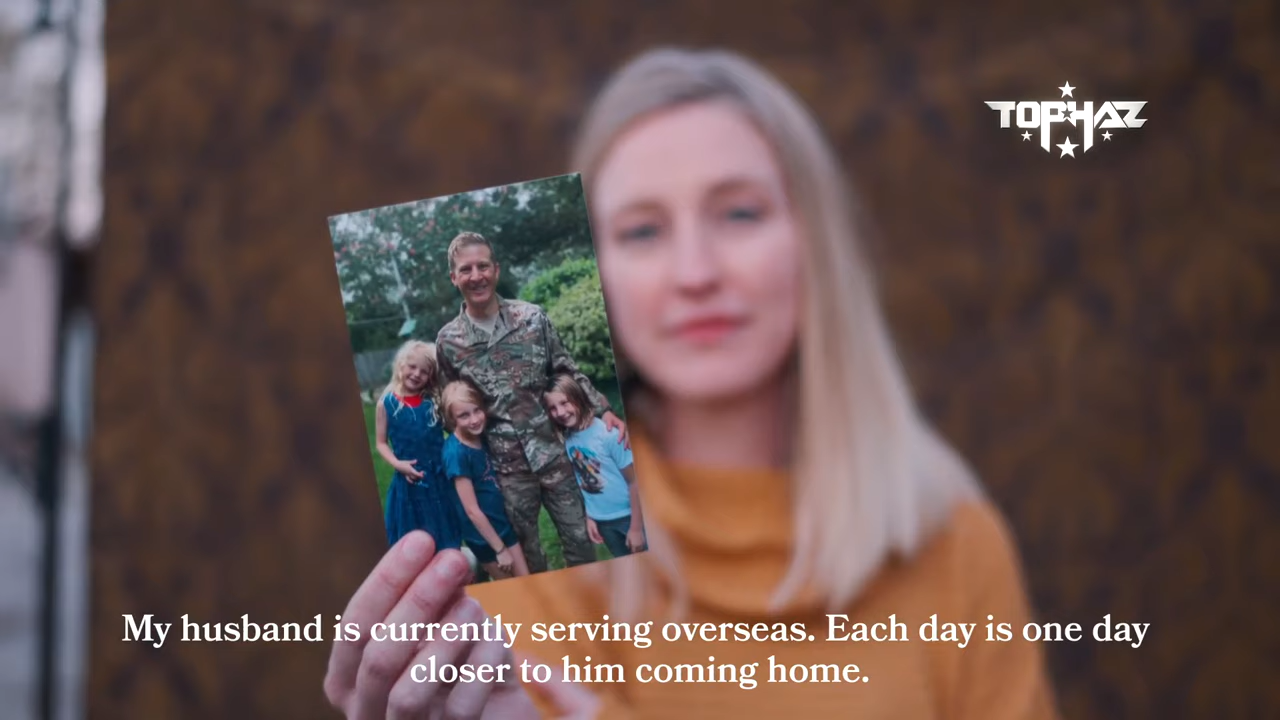 TOPHAZ
My husband is currently serving overseas. Each day is one day
closer to him coming home.